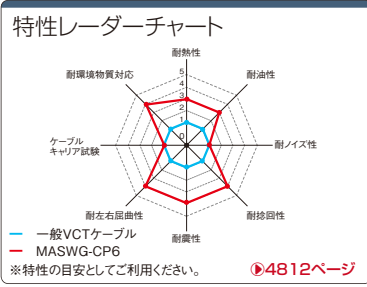 特性レーダーチャート
耐熱性
耐環境物質対応
耐油性
5
4
3
2
1
0
ケーブル
キャリア試験
耐ノイズ性
耐左右屈曲性
耐捻回性
耐震性
一般VCTケーブル
MASWG-CP6
※特性の目安としてご利用ください。
4812ページ